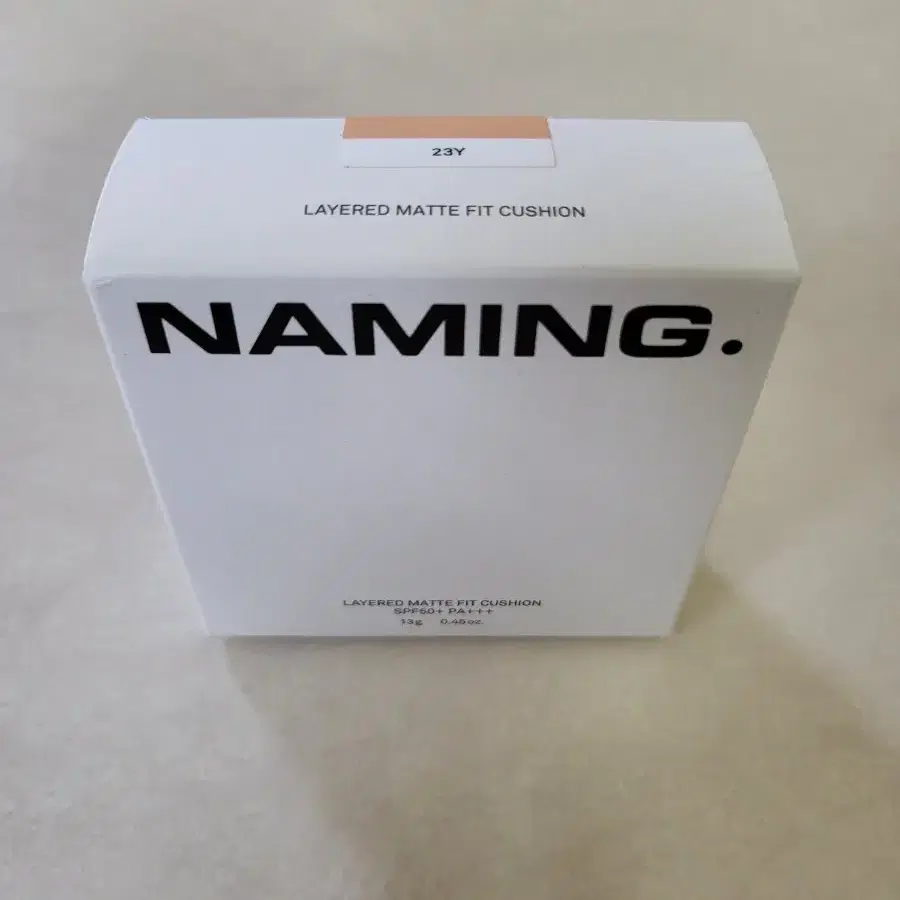 23Y
LAYERED MATTE FIT CUSHION
NAMING.
LAYERED MATTE FIT CUSHION
SPF50+ PA+++
13g 0.45oz.